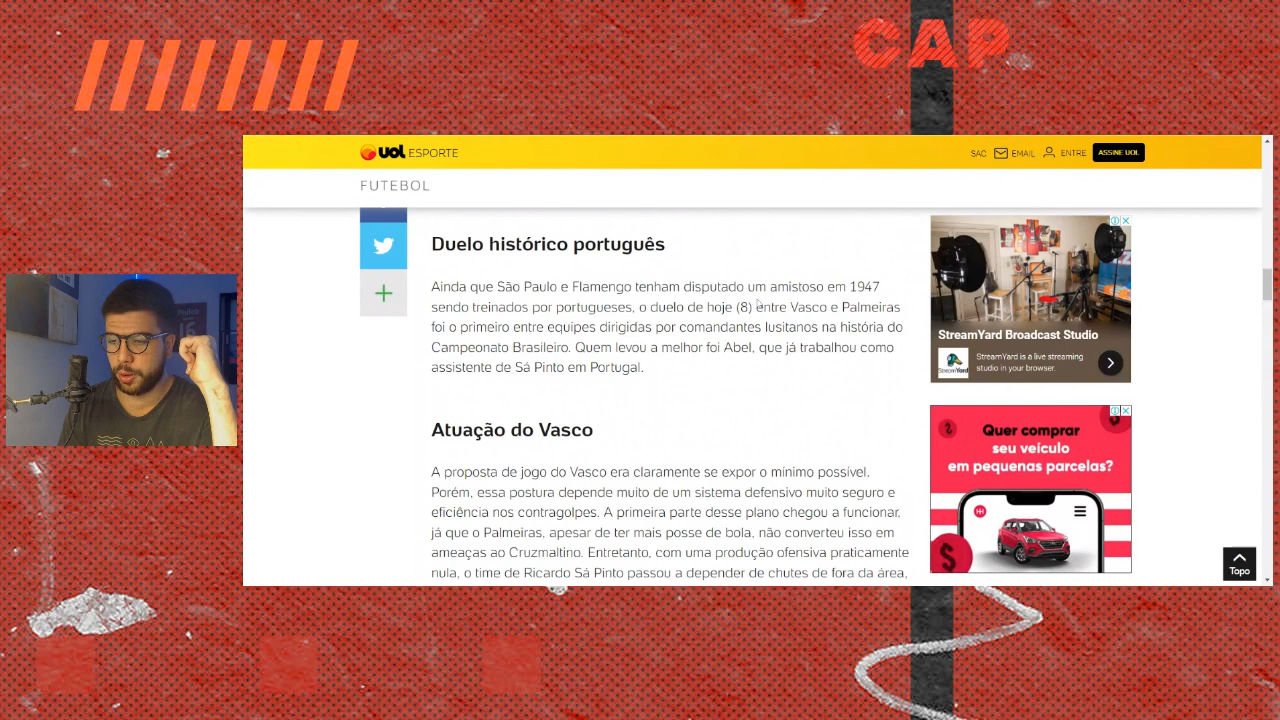 CAP
uol ESPORTE
SAC
EMAIL
ENTRE
ASSINE UOL
FUTEBOL
Duelo histórico português
Ainda que São Paulo e Flamengo tenham disputado um amistoso em 1947
sendo treinados por portugueses, o duelo de hoje (8) entre Vasco e Palmeiras
foi o primeiro entre equipes dirigidas por comandantes lusitanos na história do
Campeonato Brasileiro. Quem levou a melhor foi Abel, que já trabalhou como
assistente de Sá Pinto em Portugal.
Atuação do Vasco
A proposta de jogo do Vasco era claramente se expor o mínimo possível.
Porém, essa postura depende muito de um sistema defensivo muito seguro e
eficiência nos contragolpes. A primeira parte desse plano chegou a funcionar,
já que o Palmeiras, apesar de ter mais posse de bola, não converteu isso em
ameaças ao Cruzmaltino. Entretanto, com uma produção ofensiva praticamente
nula, o time de Ricardo Sá Pinto passou a depender de chutes de fora da área,
StreamYard Broadcast Studio
StreamYard
StreamYard is a live streaming
studio in your browser.
Quer comprar
seu veículo
em pequenas parcelas?
Topo